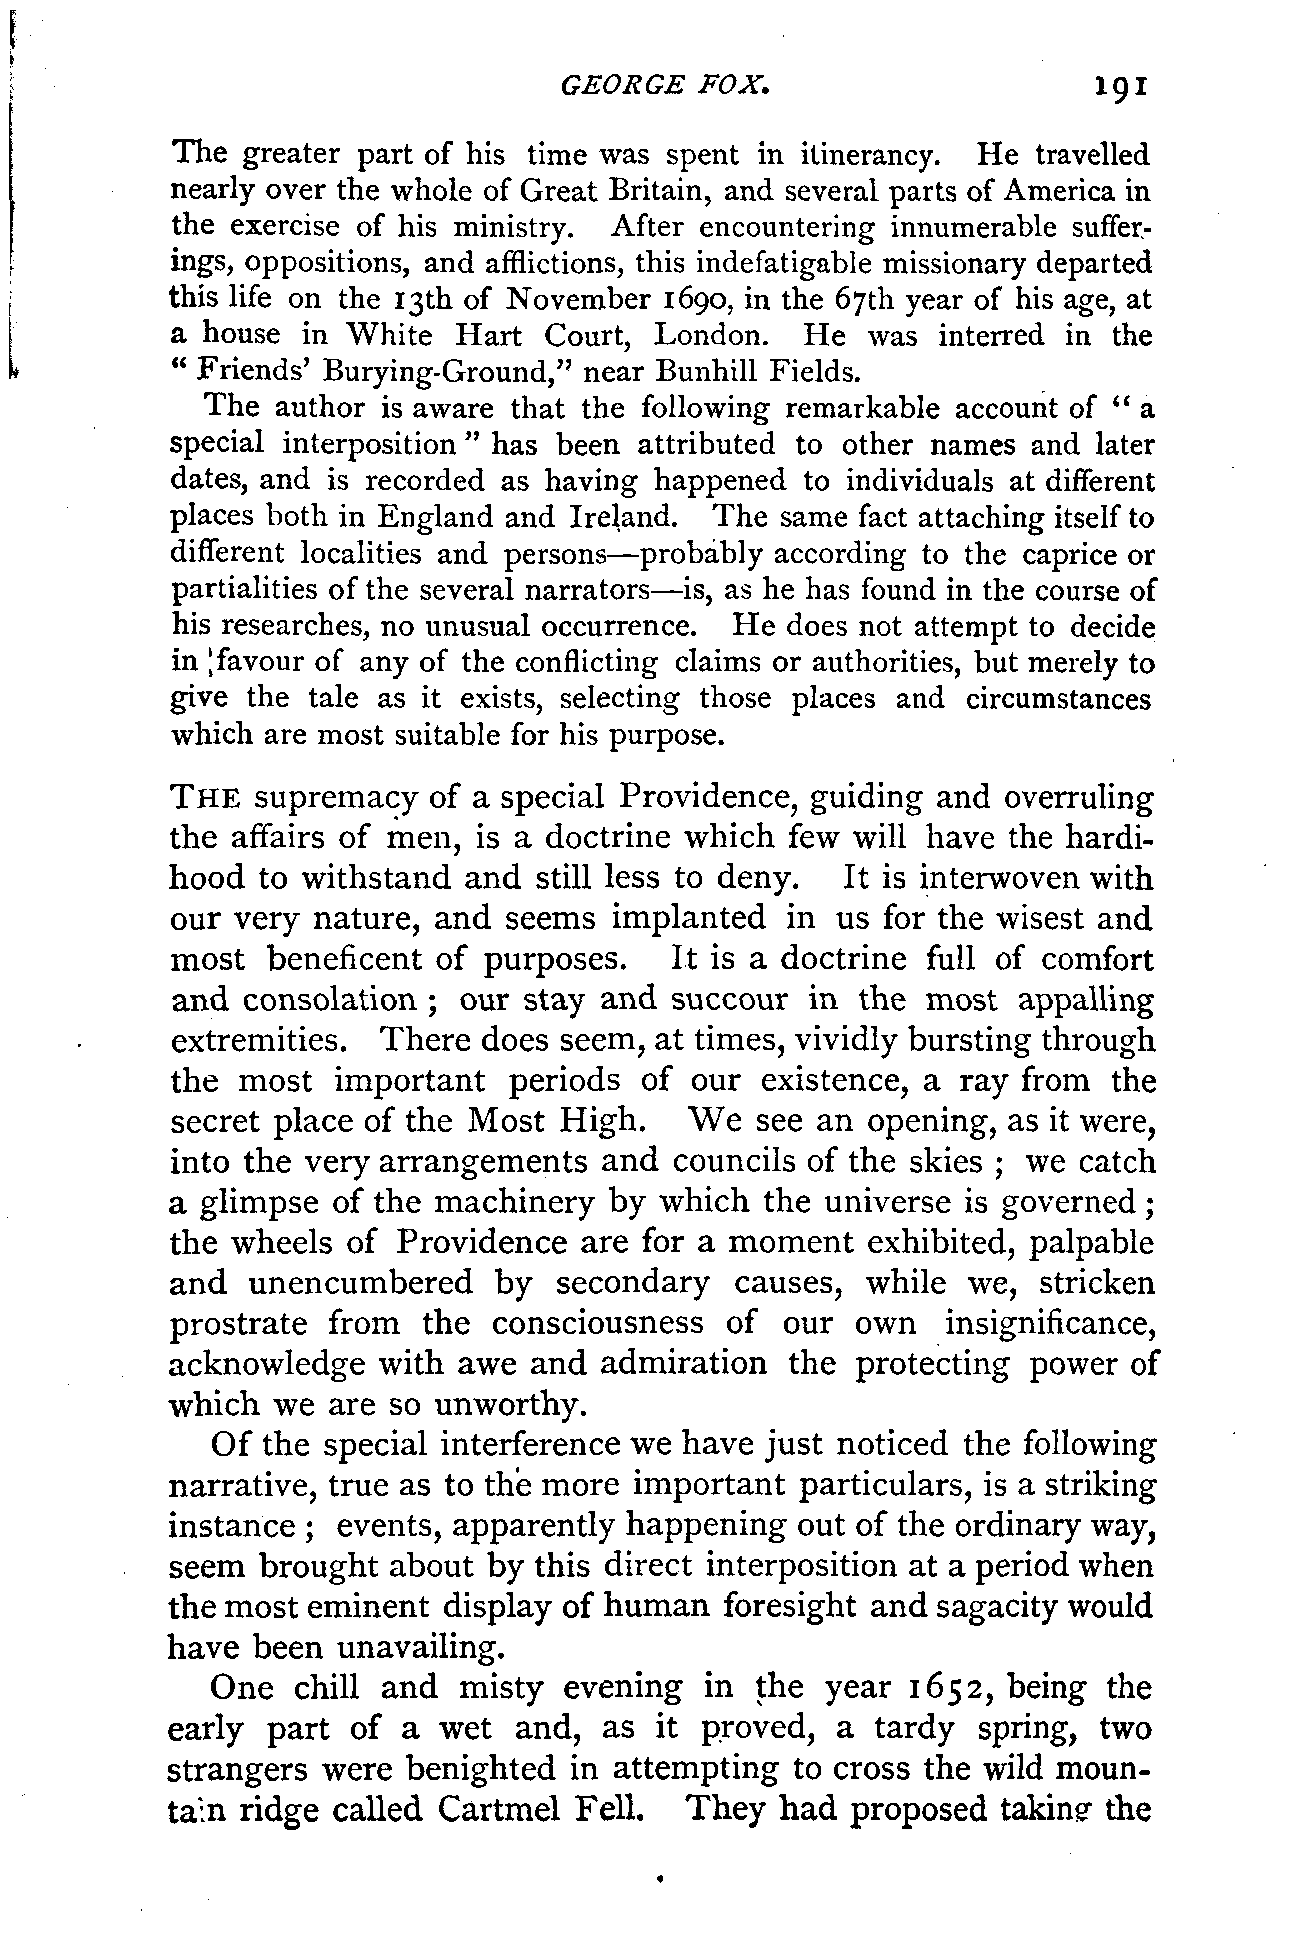 GEORGE FOX. 191
The greater part of his time was spent in itinerancy. He travelled
nearly over the whole of Great Britain, and several parts of America in
the exercise of his ministry. After encountering innumerable suffer-
ings, oppositions, and afflictions, this indefatigable missionary departed
this life on the 13th of November 1690, in the 67th year of his age, at
a house in White Hart Court, London. He was interred in the
“ Friends’ Burying-Ground,” near Bunhill Fields.
The author is aware that the following remarkable account of “ a
special interposition ” has been attributed to other names and later
dates, and is recorded as having happened to individuals at different
places both in England and Ireland. The same fact attaching itself to
different localities and persons—probably according to the caprice or
partialities of the several narrators—is, as he has found in the course of
his researches, no unusual occurrence. He does not attempt to decide
in favour of any of the conflicting claims or authorities, but merely to
give the tale as it exists, selecting those places and circumstances
which are most suitable for his purpose.
THE supremacy of a special Providence, guiding and overruling
the affairs of men, is a doctrine which few will have the hardi-
hood to withstand and still less to deny. It is interwoven with
our very nature, and seems implanted in us for the wisest and
most beneficent of purposes. It is a doctrine full of comfort
and consolation ; our stay and succour in the most appalling
extremities. There does seem, at times, vividly bursting through
the most important periods of our existence, a ray from the
secret place of the Most High. We see an opening, as it were,
into the very arrangements and councils of the skies ; we catch
a glimpse of the machinery by which the universe is governed ;
the wheels of Providence are for a moment exhibited, palpable
and unencumbered by secondary causes, while we, stricken
prostrate from the consciousness of our own insignificance,
acknowledge with awe and admiration the protecting power of
which we are so unworthy.
Of the special interference we have just noticed the following
narrative, true as to the more important particulars, is a striking
instance ; events, apparently happening out of the ordinary way,
seem brought about by this direct interposition at a period when
the most eminent display of human foresight and sagacity would
have been unavailing.
One chill and misty evening in the year 1652, being the
early part of a wet and, as it proved, a tardy spring, two
strangers were benighted in attempting to cross the wild moun-
tain ridge called Cartmel Fell. They had proposed taking the